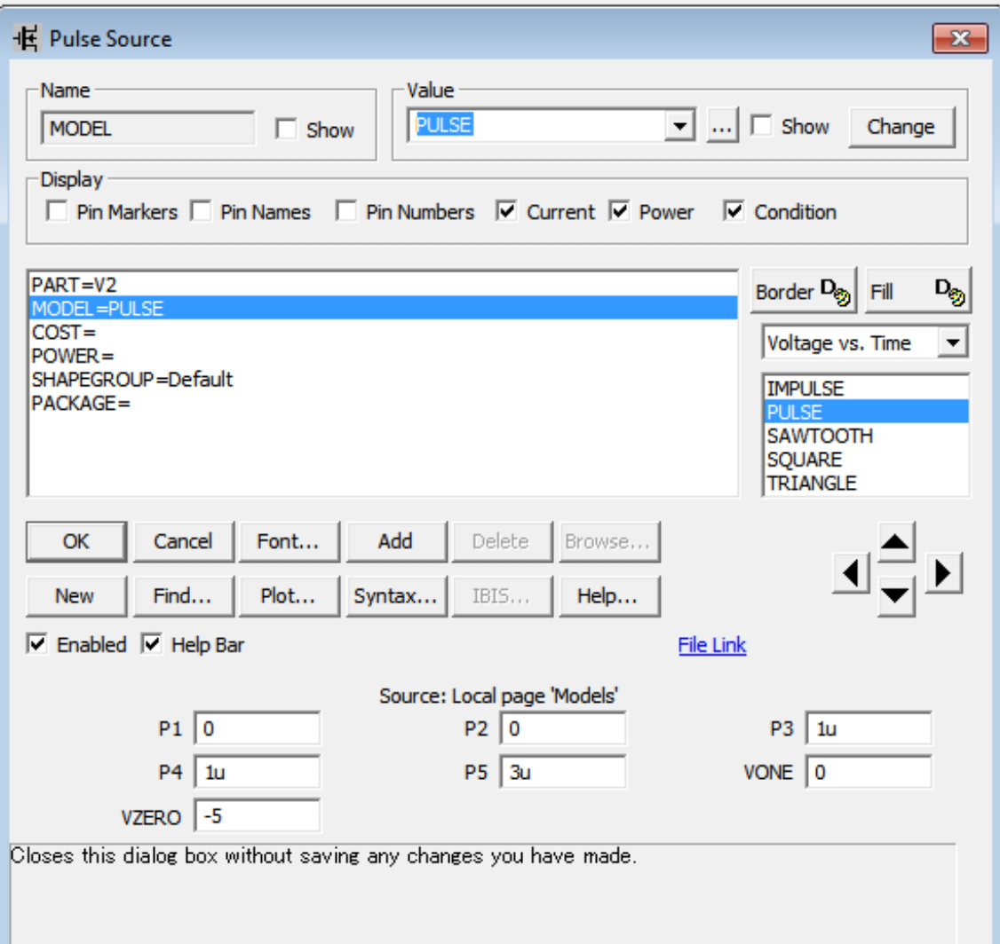 Pulse Source
Name
MODEL
Show
Value
PULSE
...
Show
Change
Display
Pin Markers
Pin Names
Pin Numbers
Current
Power
Condition
PART=V2
MODEL=PULSE
COST=
POWER=
SHAPEGROUP=Default
PACKAGE=
Border
D
Fill
D
Voltage vs. Time
IMPULSE
PULSE
SAWTOOTH
SQUARE
TRIANGLE
OK
Cancel
Font...
Add
Delete
Browse...
New
Find...
Plot...
Syntax...
IBIS...
Help...
Enabled
Help Bar
File Link
Source: Local page 'Models'
P1 0
P2 0
P3 1u
P4 1u
P5 3u
VONE 0
VZERO -5
Closes this dialog box without saving any changes you have made.